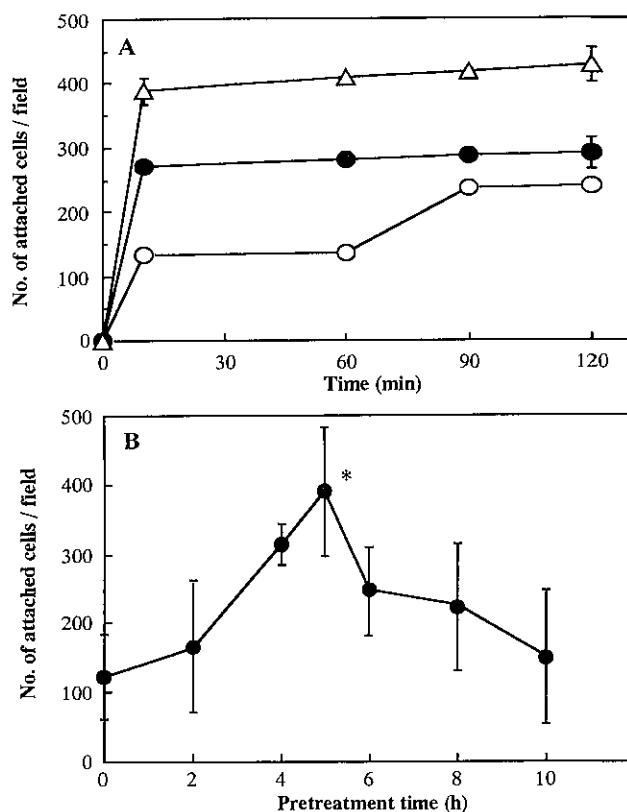 A
500
400
300
200
100
0
No. of attached cells / field
0 30 60 90 120
Time (min)
B
*
500
400
300
200
100
0
No. of attached cells / field
0 2 4 6 8 10
Pretreatment time (h)